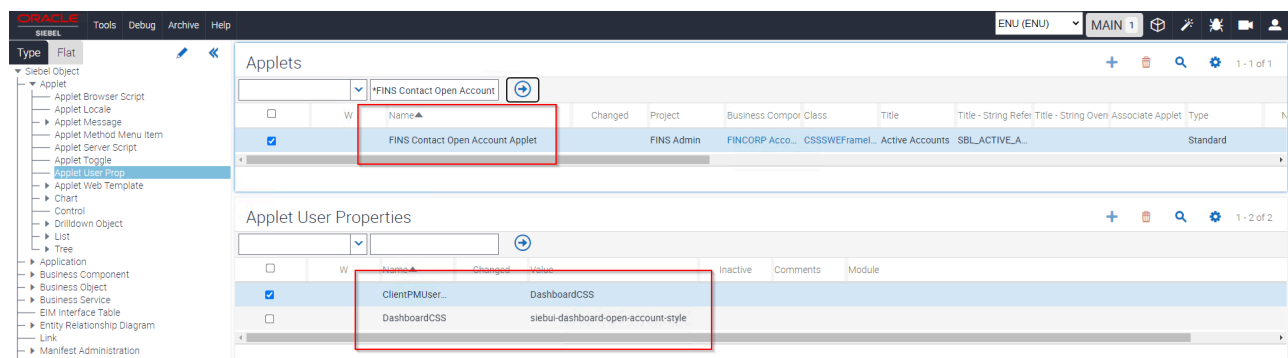 ORACLE
SIEBEL
Tools Debug Archive Help
ENU (ENU)
MAIN 1
Type Flat
Siebel Object
Applet
Applet Browser Script
Applet Locale
Applet Message
Applet Method Menu Item
Applet Server Script
Applet Toggle
Applet User Prop
Applet Web Template
Chart
Control
Drilldown Object
List
Tree
Application
Business Component
Business Object
Business Service
EIM Interface Table
Entity Relationship Diagram
Link
Manifest Administration
Applets
1 - 1 of 1
*FINS Contact Open Account
W Name Changed Project Business Compor Class Title Title - String Refer Title - String Overr Associate Applet Type N
FINS Contact Open Account Applet FINS Admin FINCORP Acco... CSSSWEFrameL... Active Accounts SBL_ACTIVE_A... Standard
Applet User Properties
1 - 2 of 2
W Name Changed Value Inactive Comments Module
ClientPMUser... DashboardCSS
DashboardCSS siebui-dashboard-open-account-style